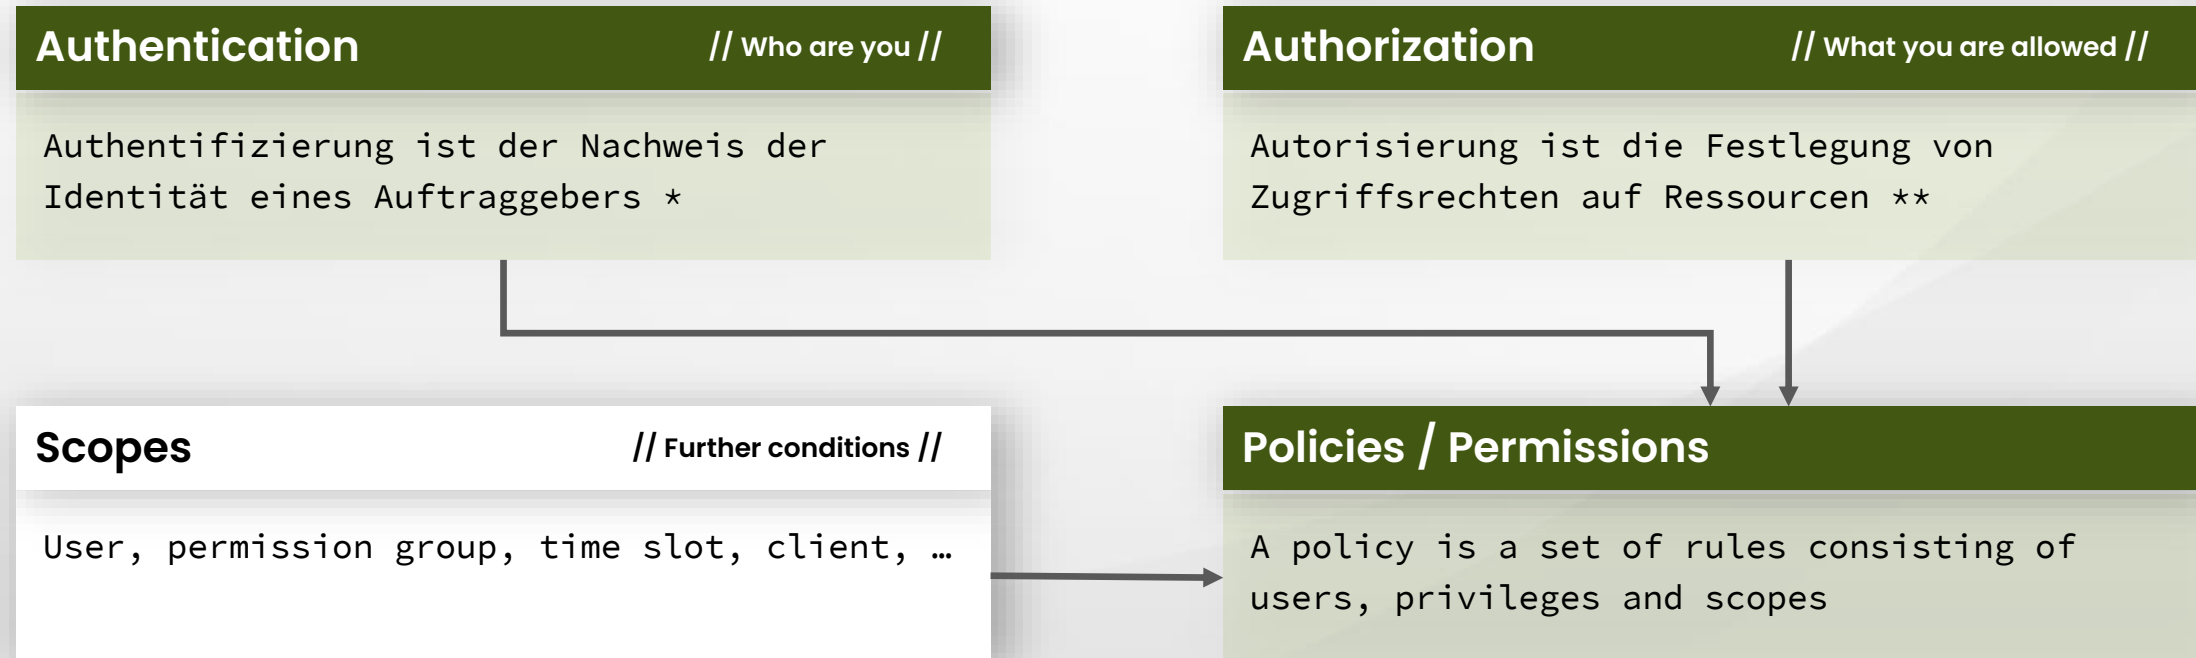 Authentication // Who are you //
Authentifizierung ist der Nachweis der
Identität eines Auftraggebers *
Authorization // What you are allowed //
Autorisierung ist die Festlegung von
Zugriffsrechten auf Ressourcen **
Scopes // Further conditions //
User, permission group, time slot, client, …
Policies / Permissions
A policy is a set of rules consisting of
users, privileges and scopes